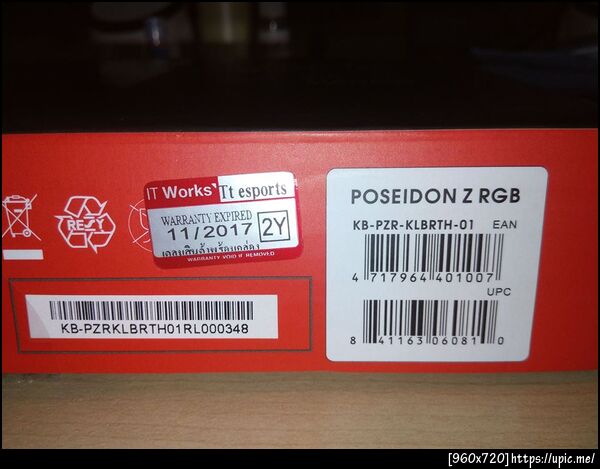 RESY
IT Works Tt esports
WARRANTY EXPIRED
11/2017 2Y
WARRANTY VOID IF REMOVED
KB-PZRKLBRTH01RL000348
POSEIDON Z RGB
KB-PZR-KLBRTH-01 EAN
4 717964 401007
UPC
8 41163 06081 0
[960x720]https://upic.me/